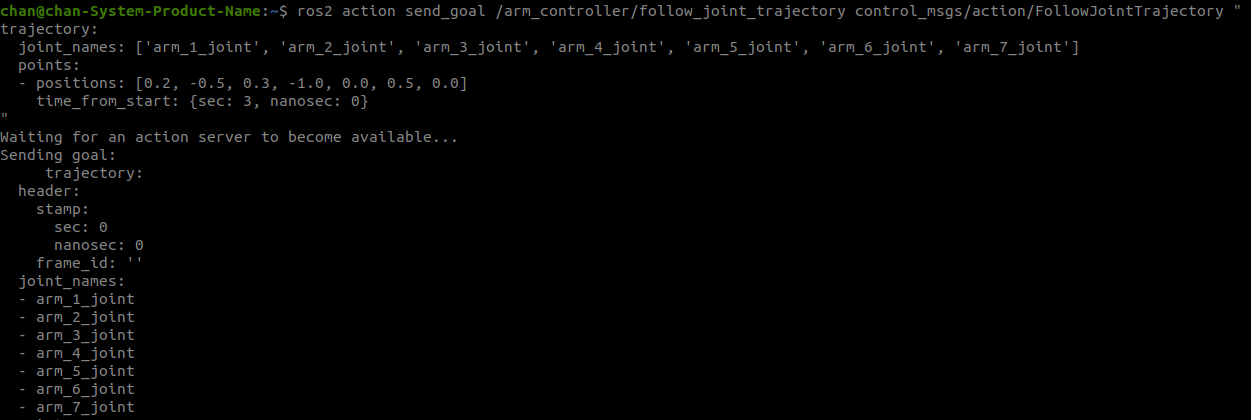 chan@chan-System-Product-Name:~$ ros2 action send_goal /arm_controller/follow_joint_trajectory control_msgs/action/FollowJointTrajectory "
trajectory:
  joint_names: ['arm_1_joint', 'arm_2_joint', 'arm_3_joint', 'arm_4_joint', 'arm_5_joint', 'arm_6_joint', 'arm_7_joint']
  points:
  - positions: [0.2, -0.5, 0.3, -1.0, 0.0, 0.5, 0.0]
    time_from_start: {sec: 3, nanosec: 0}
"
Waiting for an action server to become available...
Sending goal:
     trajectory:
  header:
    stamp:
      sec: 0
      nanosec: 0
    frame_id: ''
  joint_names:
  - arm_1_joint
  - arm_2_joint
  - arm_3_joint
  - arm_4_joint
  - arm_5_joint
  - arm_6_joint
  - arm_7_joint